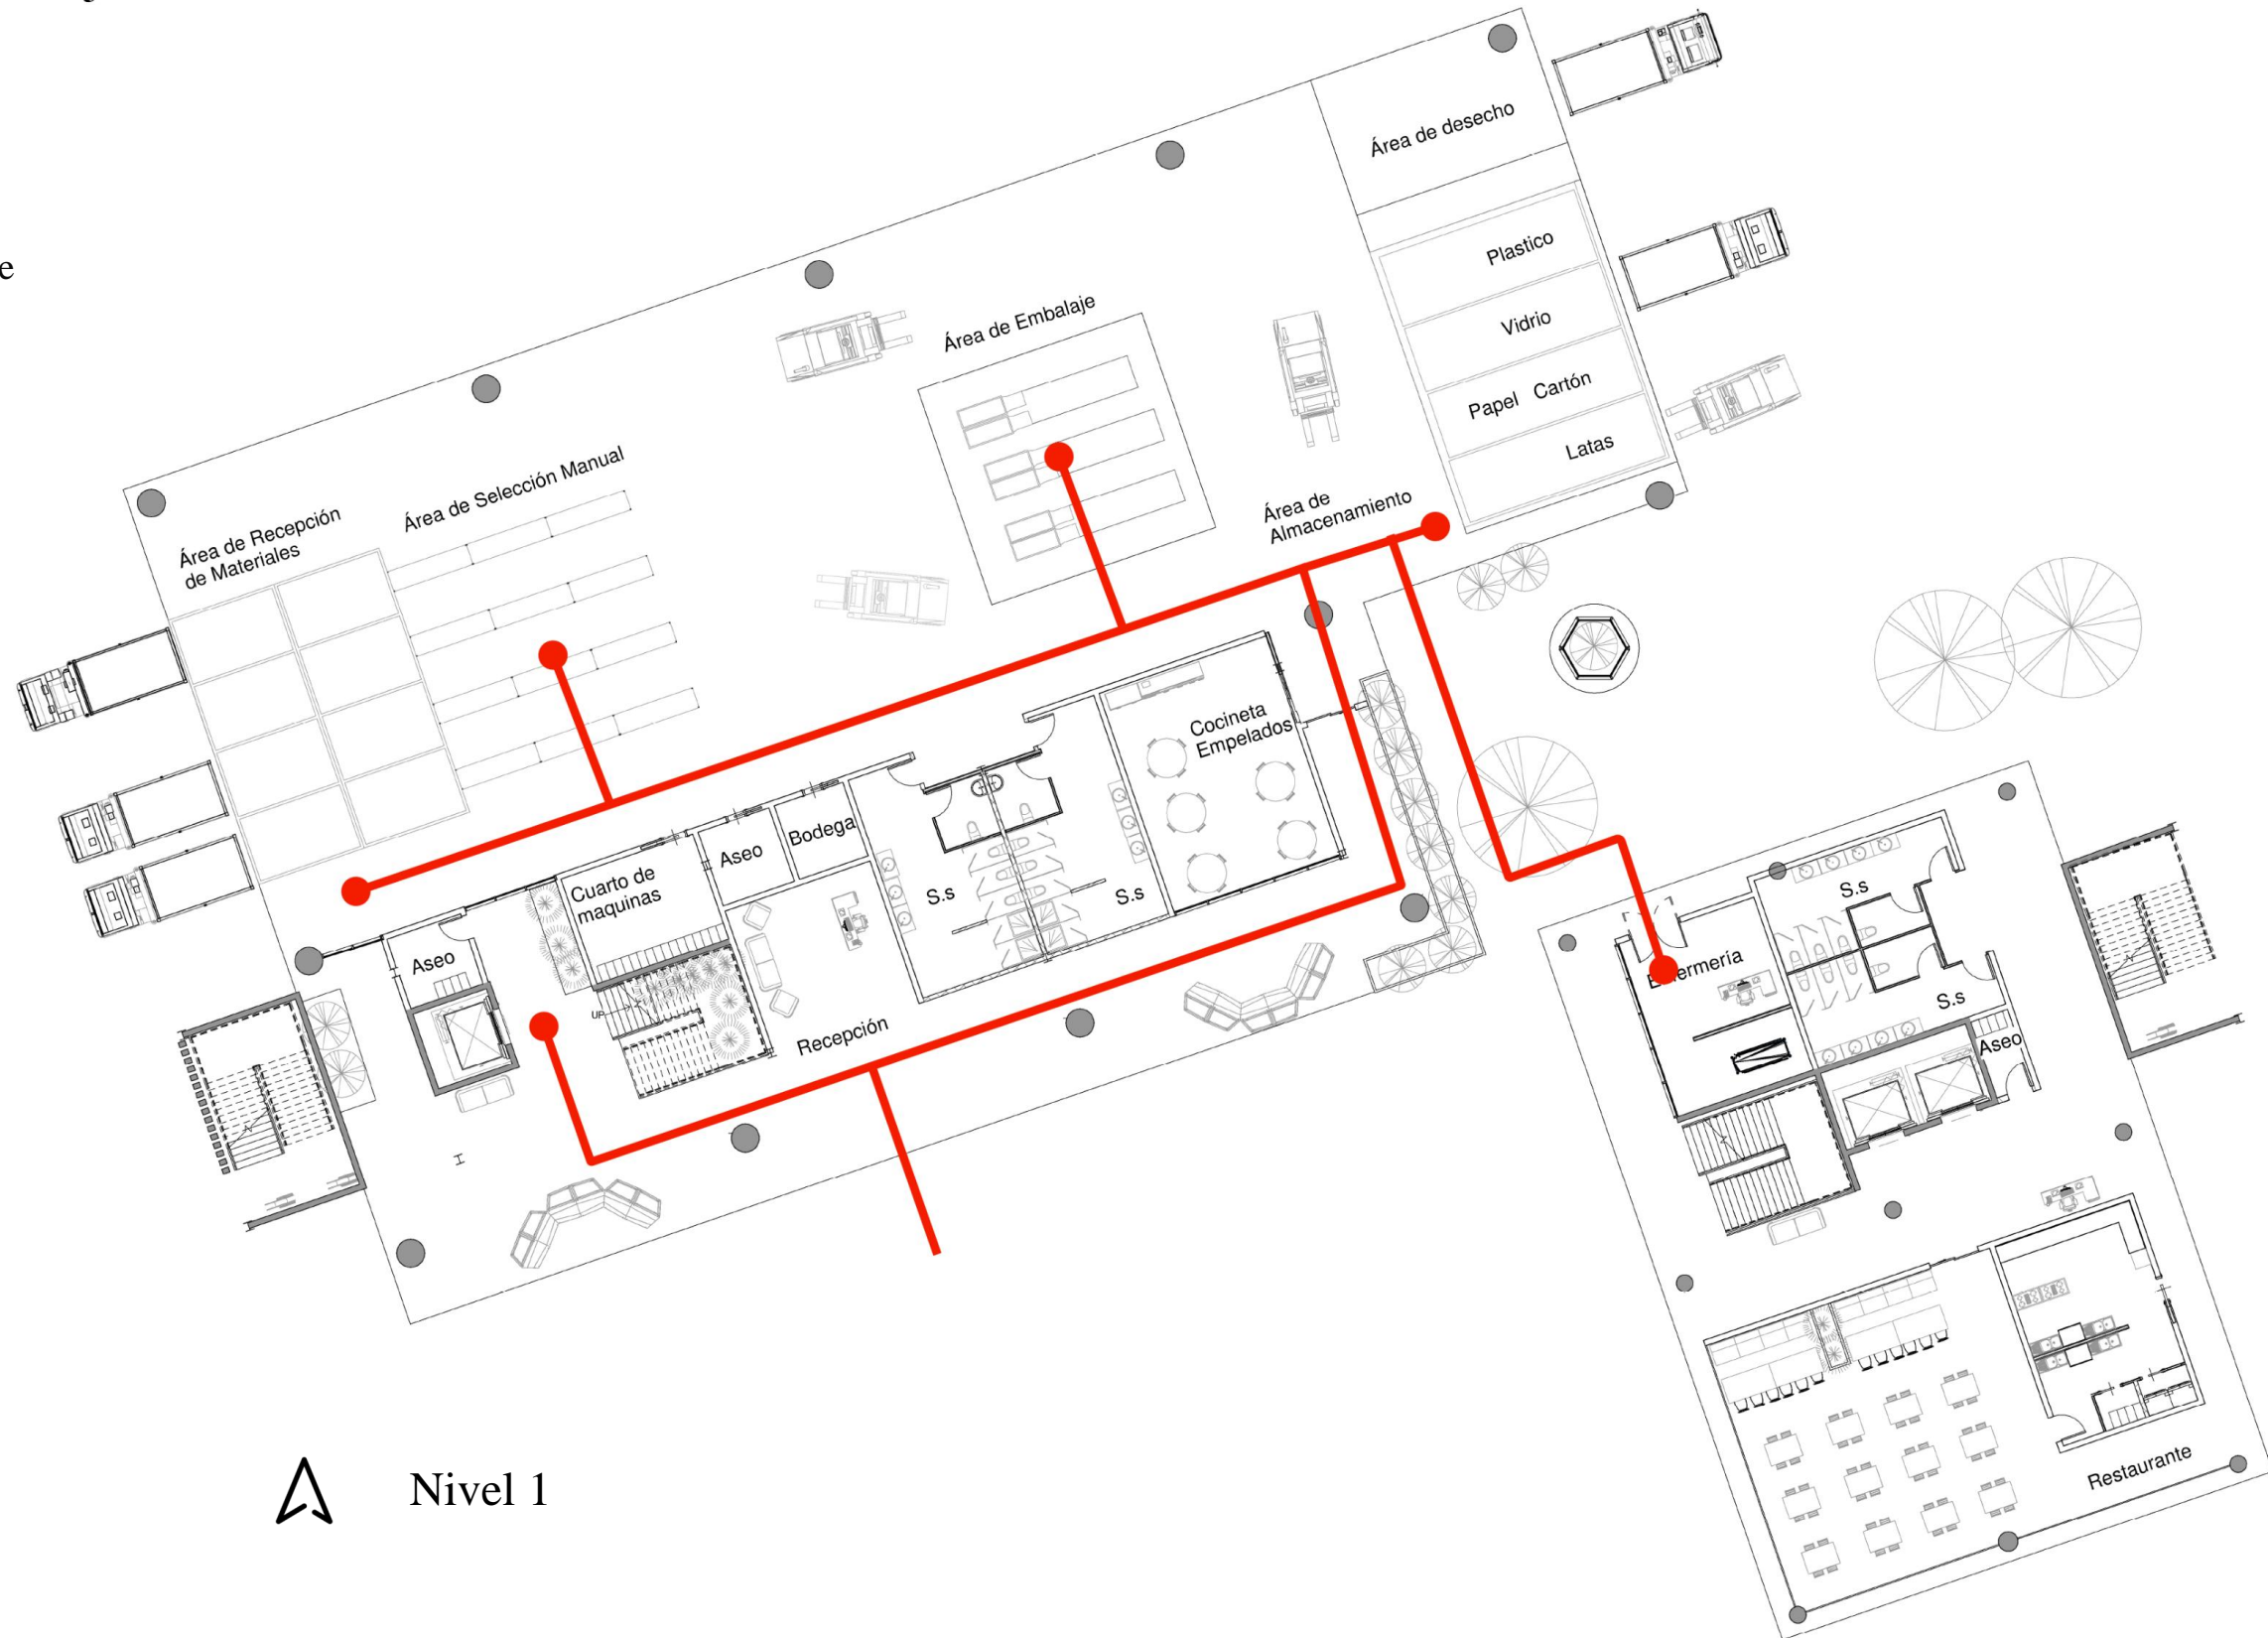 e
Área de desecho
Plastico
Vidrio
Papel Cartón
Latas
Área de Embalaje
Área de Selección Manual
Área de Recepción
de Materiales
Área de
Almacenamiento
Cocineta
Empelados
Bodega
Aseo
Cuarto de
maquinas
S.s
S.s
Aseo
UP
Recepción
S.s
S.s
Aseo
Restaurante
Nivel 1